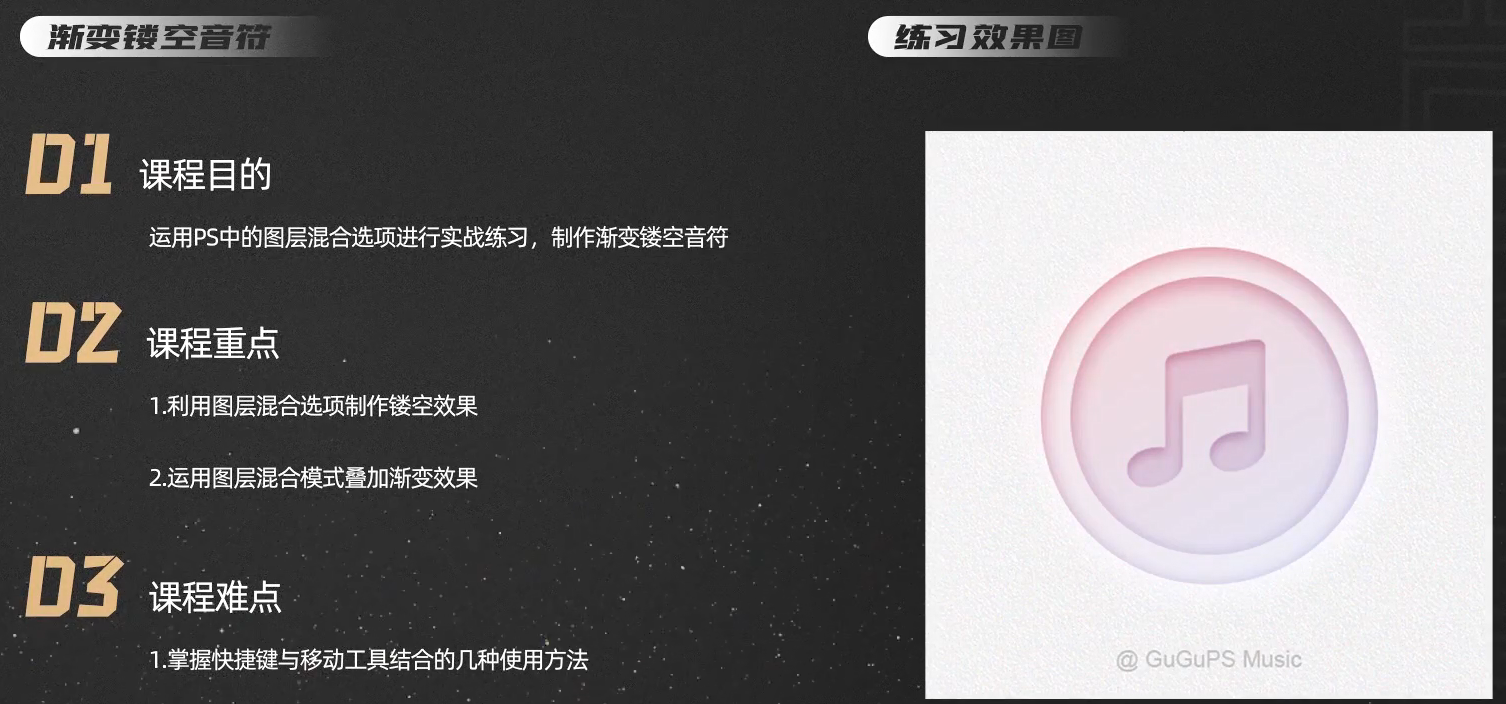 渐变镂空音符
练习效果图
01
课程目的
运用PS中的图层混合选项进行实战练习，制作渐变镂空音符
02
课程重点
1.利用图层混合选项制作镂空效果
2.运用图层混合模式叠加渐变效果
03
课程难点
1.掌握快捷键与移动工具结合的几种使用方法
@ GuGuPS Music